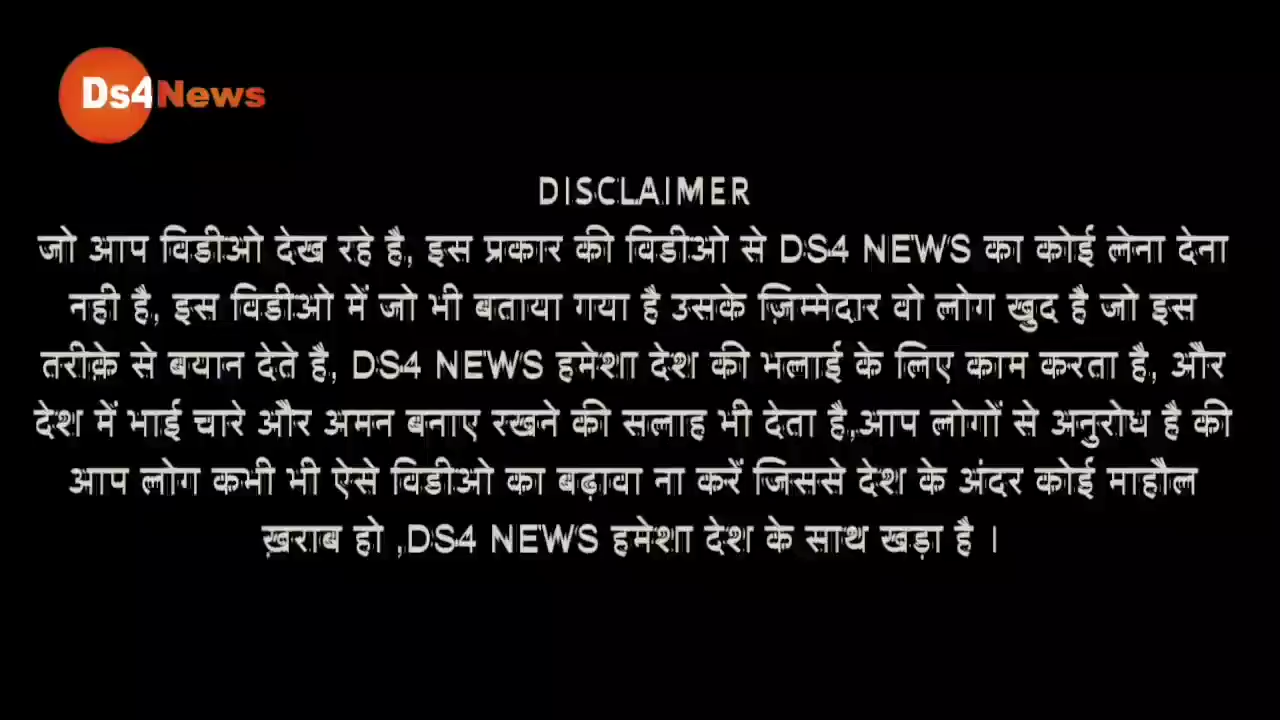 Ds4News
DISCLAIMER
जो आप विडीओ देख रहे है, इस प्रकार की विडीओ से DS4 NEWS का कोई लेना देना
नही है, इस विडीओ में जो भी बताया गया है उसके ज़िम्मेदार वो लोग खुद है जो इस
तरीक़े से बयान देते है, DS4 NEWS हमेशा देश की भलाई के लिए काम करता है, और
देश में भाई चारे और अमन बनाए रखने की सलाह भी देता है,आप लोगों से अनुरोध है की
आप लोग कभी भी ऐसे विडीओ का बढ़ावा ना करें जिससे देश के अंदर कोई माहौल
ख़राब हो ,DS4 NEWS हमेशा देश के साथ खड़ा है ।